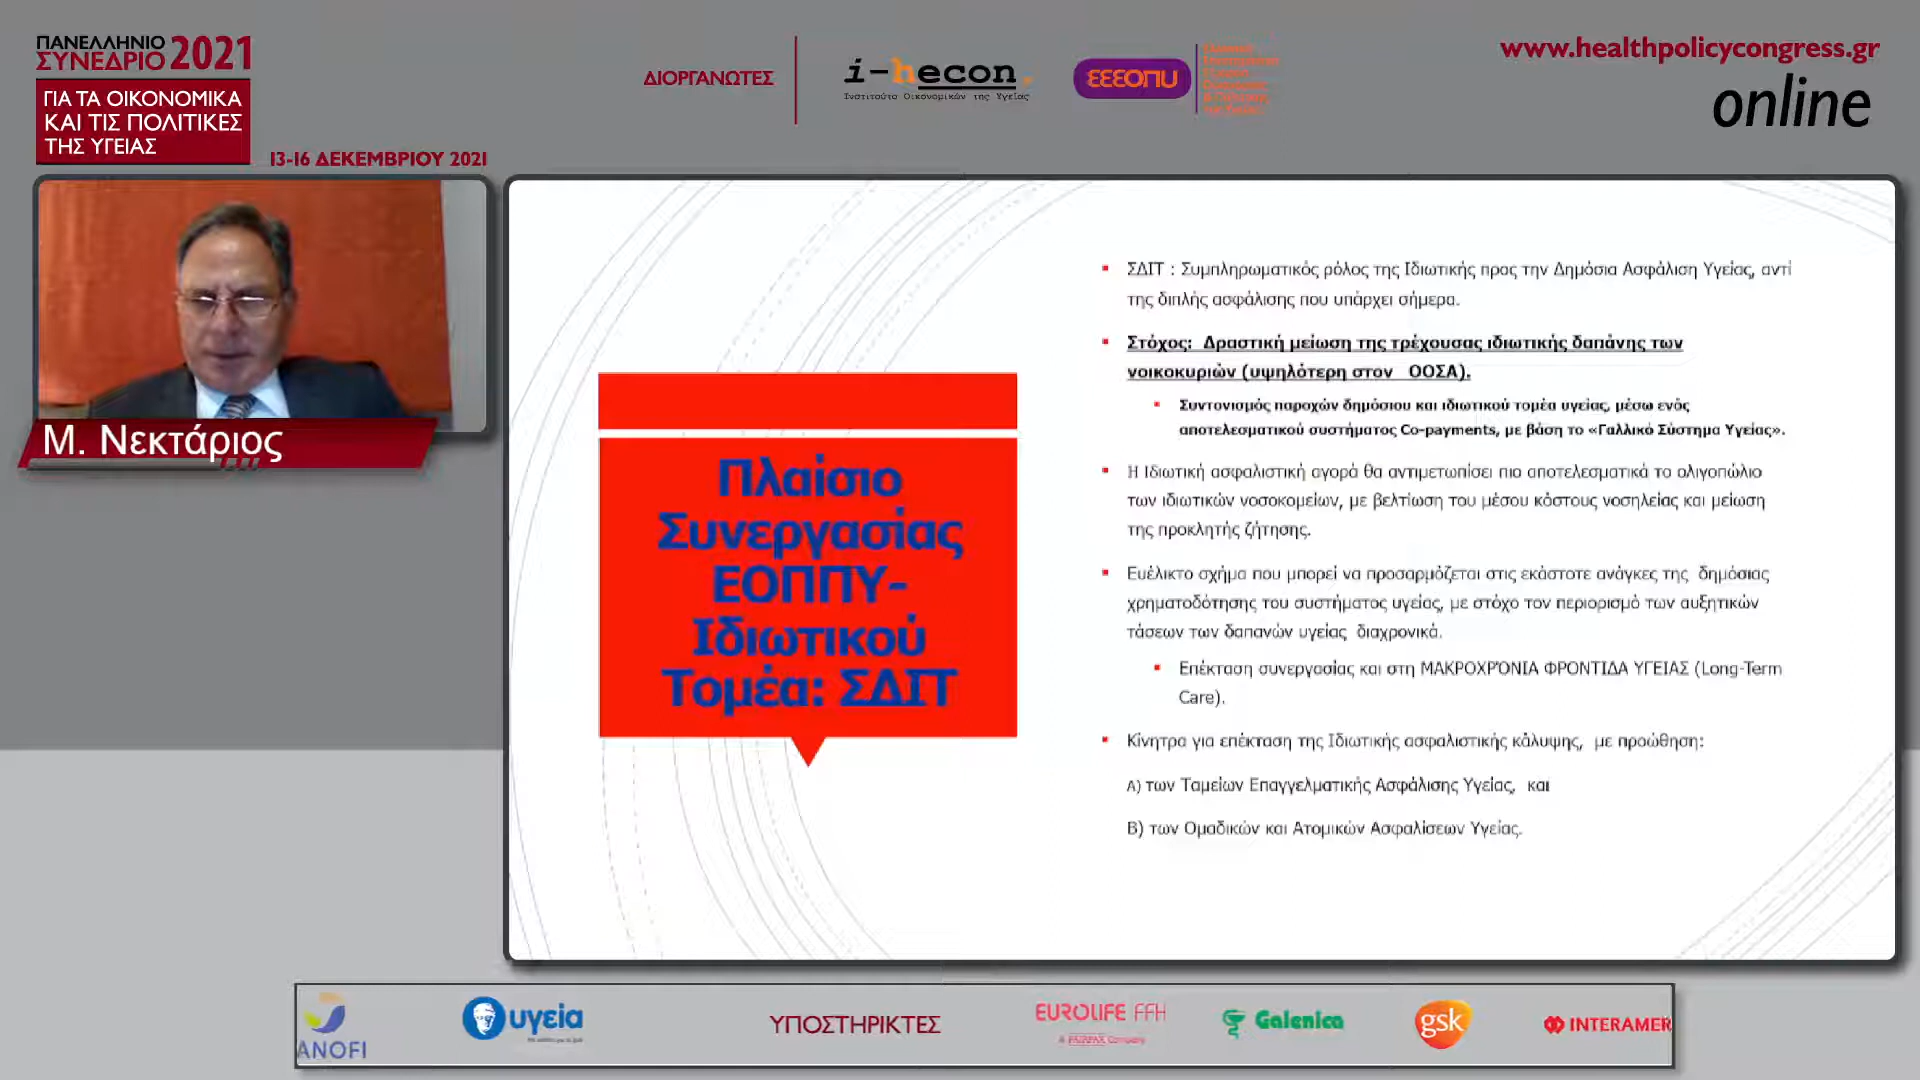 ΠΑΝΕΛΛΗΝΙΟ
ΣΥΝΕΔΡΙΟ 2021
ΓΙΑ ΤΑ ΟΙΚΟΝΟΜΙΚΑ
ΚΑΙ ΤΙΣ ΠΟΛΙΤΙΚΕΣ
ΤΗΣ ΥΓΕΙΑΣ
13-16 ΔΕΚΕΜΒΡΙΟΥ 2021
ΔΙΟΡΓΑΝΩΤΕΣ
i-hecon.
Ινστιτούτο Οικονομικών της Υγείας
ΕΕΕΟΠΥ
www.healthpolicycongress.gr
online
Μ. Νεκτάριος
Πλαίσιο
Συνεργασίας
ΕΟΠΠΥ-
Ιδιωτικού
Τομέα: ΣΔΙΤ
ΣΔΙΤ : Συμπληρωματικός ρόλος της Ιδιωτικής προς την Δημόσια Ασφάλιση Υγείας, αντί
της διπλής ασφάλισης που υπάρχει σήμερα.
Στόχος: Δραστική μείωση της τρέχουσας ιδιωτικής δαπάνης των
νοικοκυριών (υψηλότερη στον ΟΟΣΑ).
Συντονισμός παροχών δημόσιου και ιδιωτικού τομέα υγείας, μέσω ενός
αποτελεσματικού συστήματος Co-payments, με βάση το «Γαλλικό Σύστημα Υγείας».
Η Ιδιωτική ασφαλιστική αγορά θα αντιμετωπίσει πιο αποτελεσματικά το ολιγοπώλιο
των ιδιωτικών νοσοκομείων, με βελτίωση του μέσου κόστους νοσηλείας και μείωση
της προκλητής ζήτησης.
Ευέλικτο σχήμα που μπορεί να προσαρμόζεται στις εκάστοτε ανάγκες της δημόσιας
χρηματοδότησης του συστήματος υγείας, με στόχο τον περιορισμό των αυξητικών
τάσεων των δαπανών υγείας διαχρονικά.
Επέκταση συνεργασίας και στη ΜΑΚΡΟΧΡΌΝΙΑ ΦΡΟΝΤΙΔΑ ΥΓΕΙΑΣ (Long-Term
Care).
Κίνητρα για επέκταση της Ιδιωτικής ασφαλιστικής κάλυψης, με προώθηση:
Α) των Ταμείων Επαγγελματικής Ασφάλισης Υγείας, και
Β) των Ομαδικών και Ατομικών Ασφαλίσεων Υγείας.
ANOFI
υγεία
ΥΠΟΣΤΗΡΙΚΤΕΣ
EUROLIFE FFH
A FAIRFAX Company
Galenica
gsk
INTERAMER